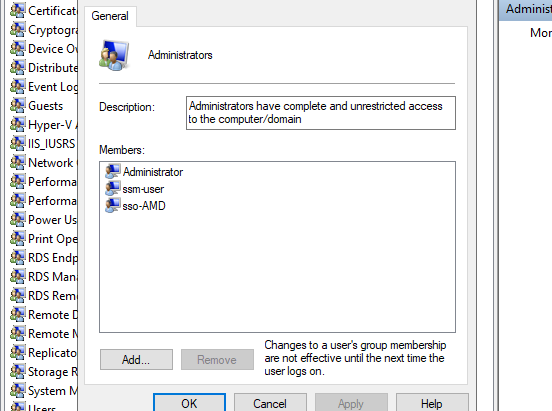 Certificat
Cryptogra
Device Ow
Distribute
Event Log
Guests
Hyper-V A
IIS_IUSRS
Network
Performa
Performa
Power Us
Print Ope
RDS Endp
RDS Mana
RDS Rem
Remote D
Remote M
Replicato
Storage R
System M
Users
General
Administrators
Description:
Administrators have complete and unrestricted access
to the computer/domain
Members:
Administrator
ssm-user
sso-AMD
Add...
Remove
Changes to a user's group membership
are not effective until the next time the
user logs on.
OK
Cancel
Apply
Help
Administ
Mor